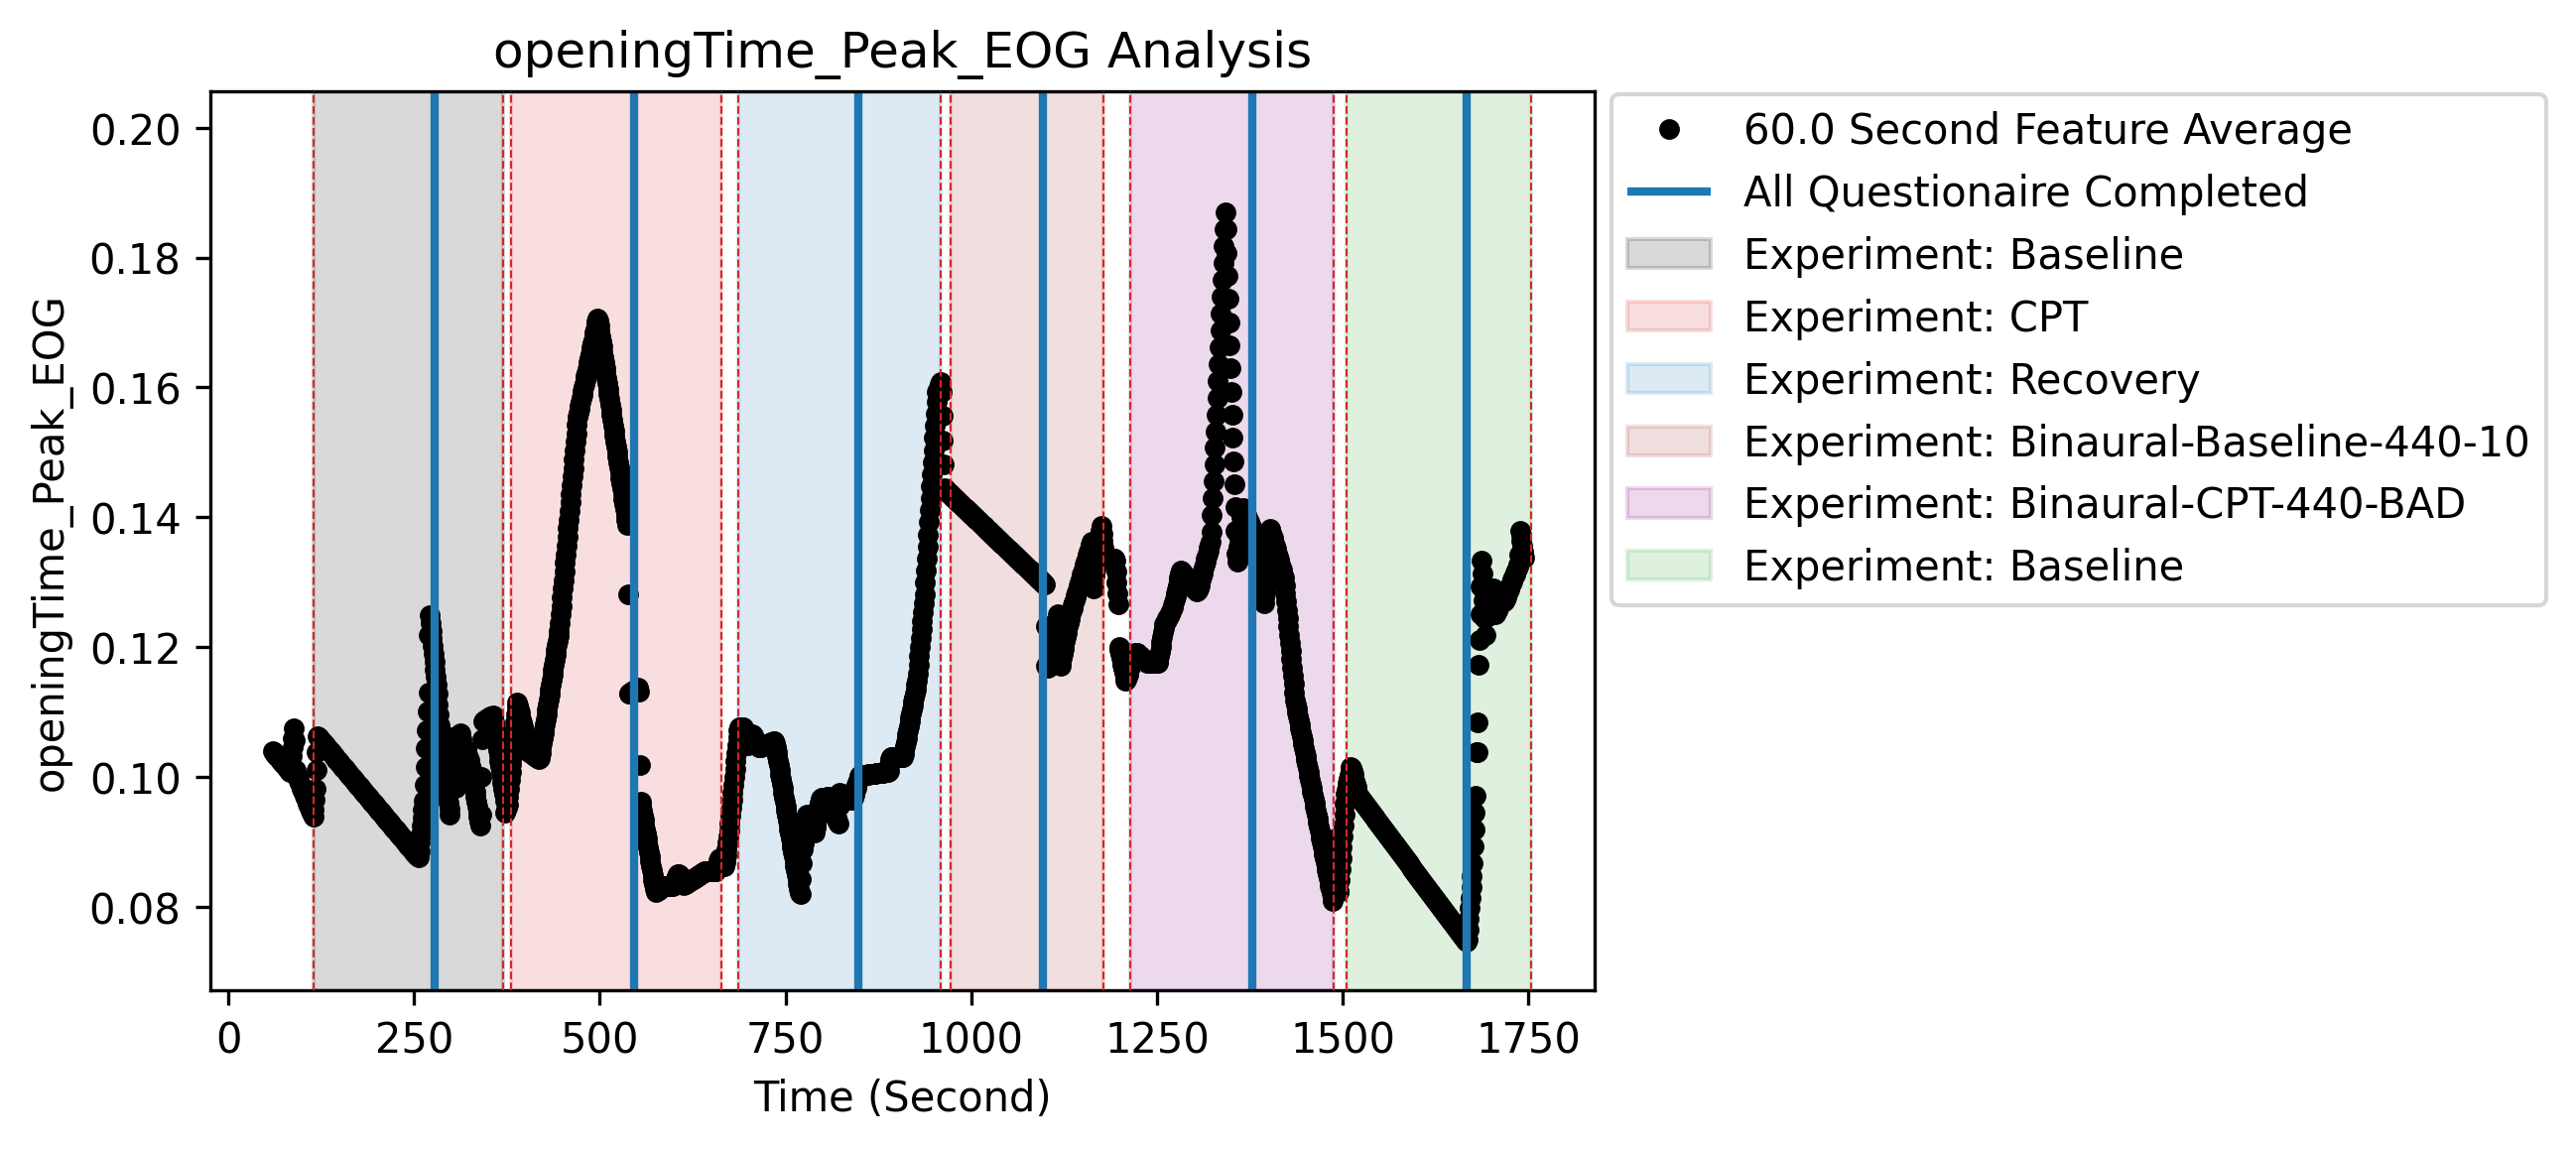 openingTime_Peak_EOG Analysis
openingTime_Peak_EOG
0.20
0.18
0.16
0.14
0.12
0.10
0.08
0 250 500 750 1000 1250 1500 1750
Time (Second)
60.0 Second Feature Average
All Questionaire Completed
Experiment: Baseline
Experiment: CPT
Experiment: Recovery
Experiment: Binaural-Baseline-440-10
Experiment: Binaural-CPT-440-BAD
Experiment: Baseline